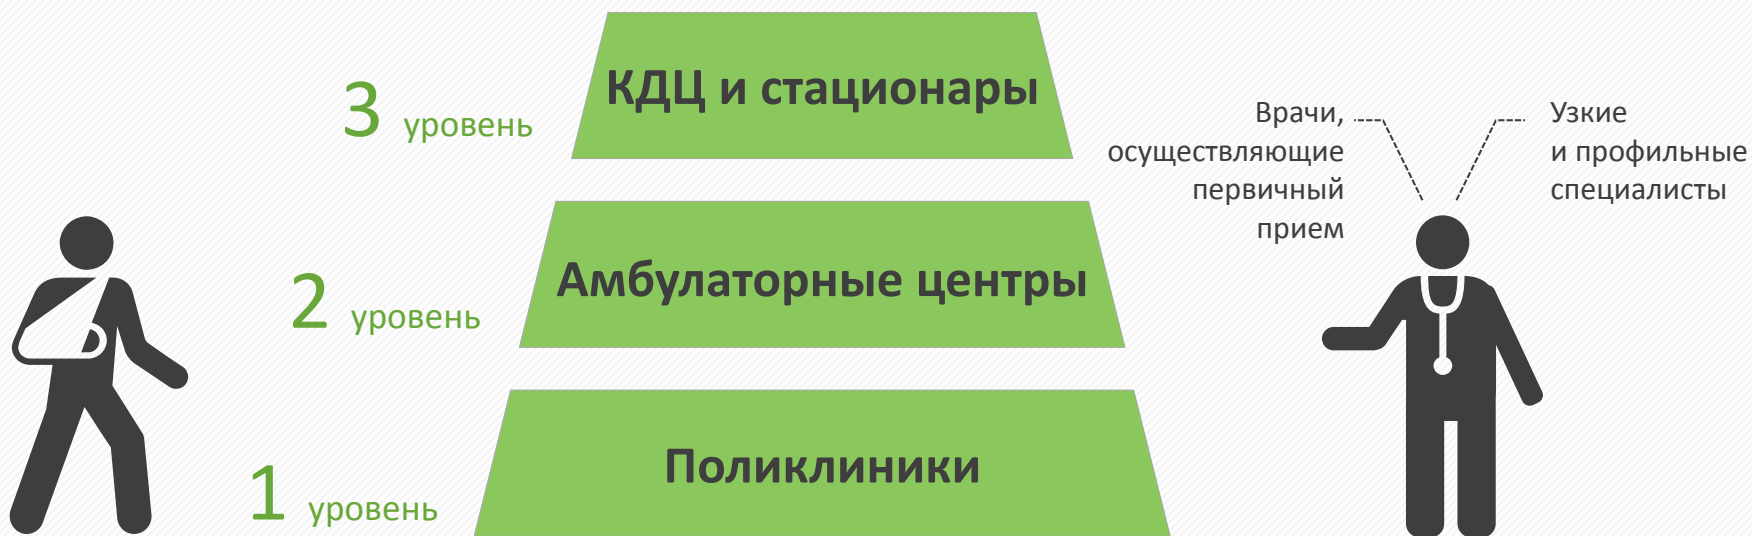 3 уровень
КДЦ и стационары
2 уровень
Амбулаторные центры
1 уровень
Поликлиники
Врачи,
осуществляющие
первичный
прием
Узкие
и профильные
специалисты